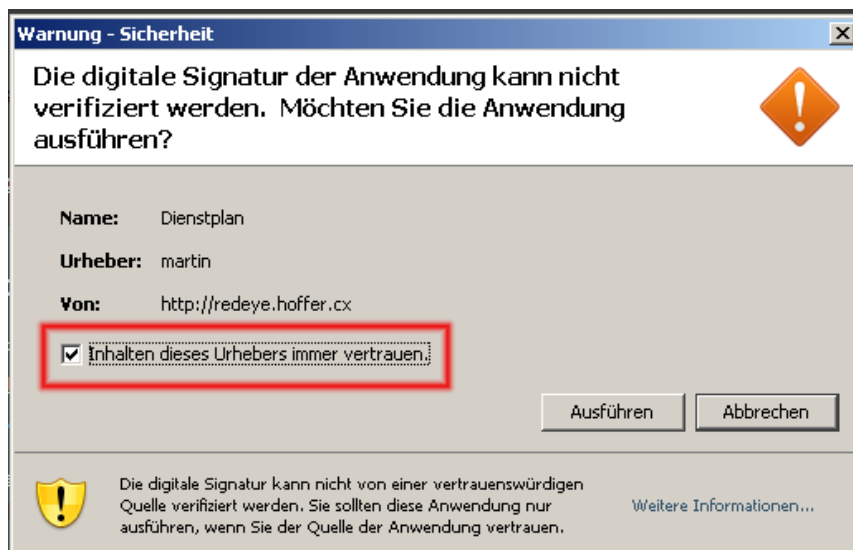 Warnung - Sicherheit
Die digitale Signatur der Anwendung kann nicht
verifiziert werden. Möchten Sie die Anwendung
ausführen?
Name: Dienstplan
Urheber: martin
Von: http://redeye.hoffer.cx
Inhalten dieses Urhebers immer vertrauen.
Ausführen Abbrechen
Die digitale Signatur kann nicht von einer vertrauenswürdigen
Quelle verifiziert werden. Sie sollten diese Anwendung nur
ausführen, wenn Sie der Quelle der Anwendung vertrauen.
Weitere Informationen...